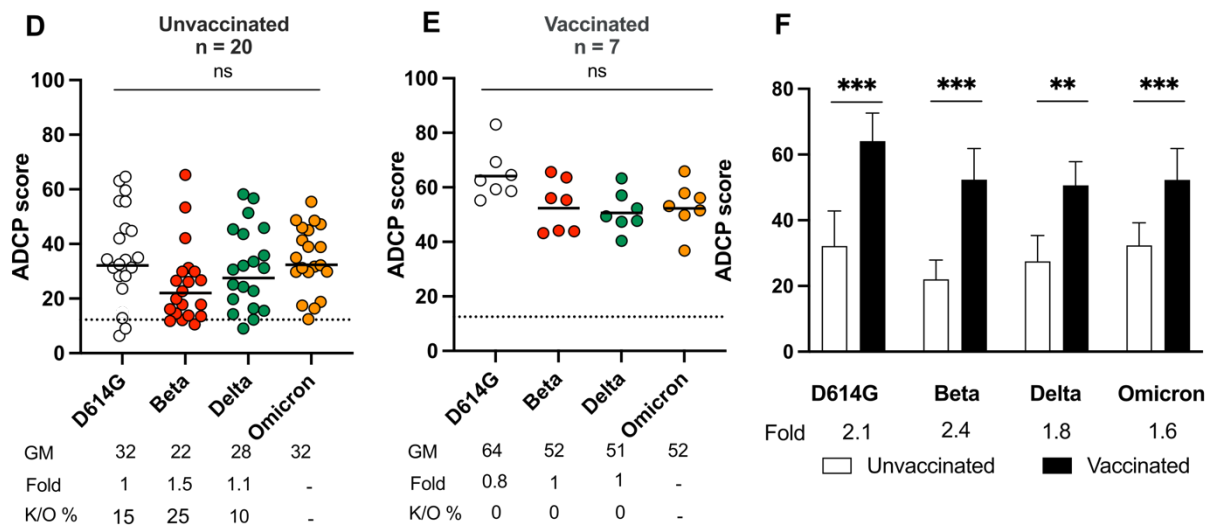 D
Unvaccinated
n = 20
ns
ADCP score
100
80
60
40
20
0
D614G
Beta
Delta
Omicron
GM 32 22 28 32
Fold 1 1.5 1.1 -
K/O % 15 25 10 -
E
Vaccinated
n = 7
ns
ADCP score
100
80
60
40
20
0
D614G
Beta
Delta
Omicron
GM 64 52 51 52
Fold 0.8 1 1 -
K/O % 0 0 0 -
F
*** *** ** ***
ADCP score
80
60
40
20
0
D614G Beta Delta Omicron
Fold 2.1 2.4 1.8 1.6
Unvaccinated Vaccinated